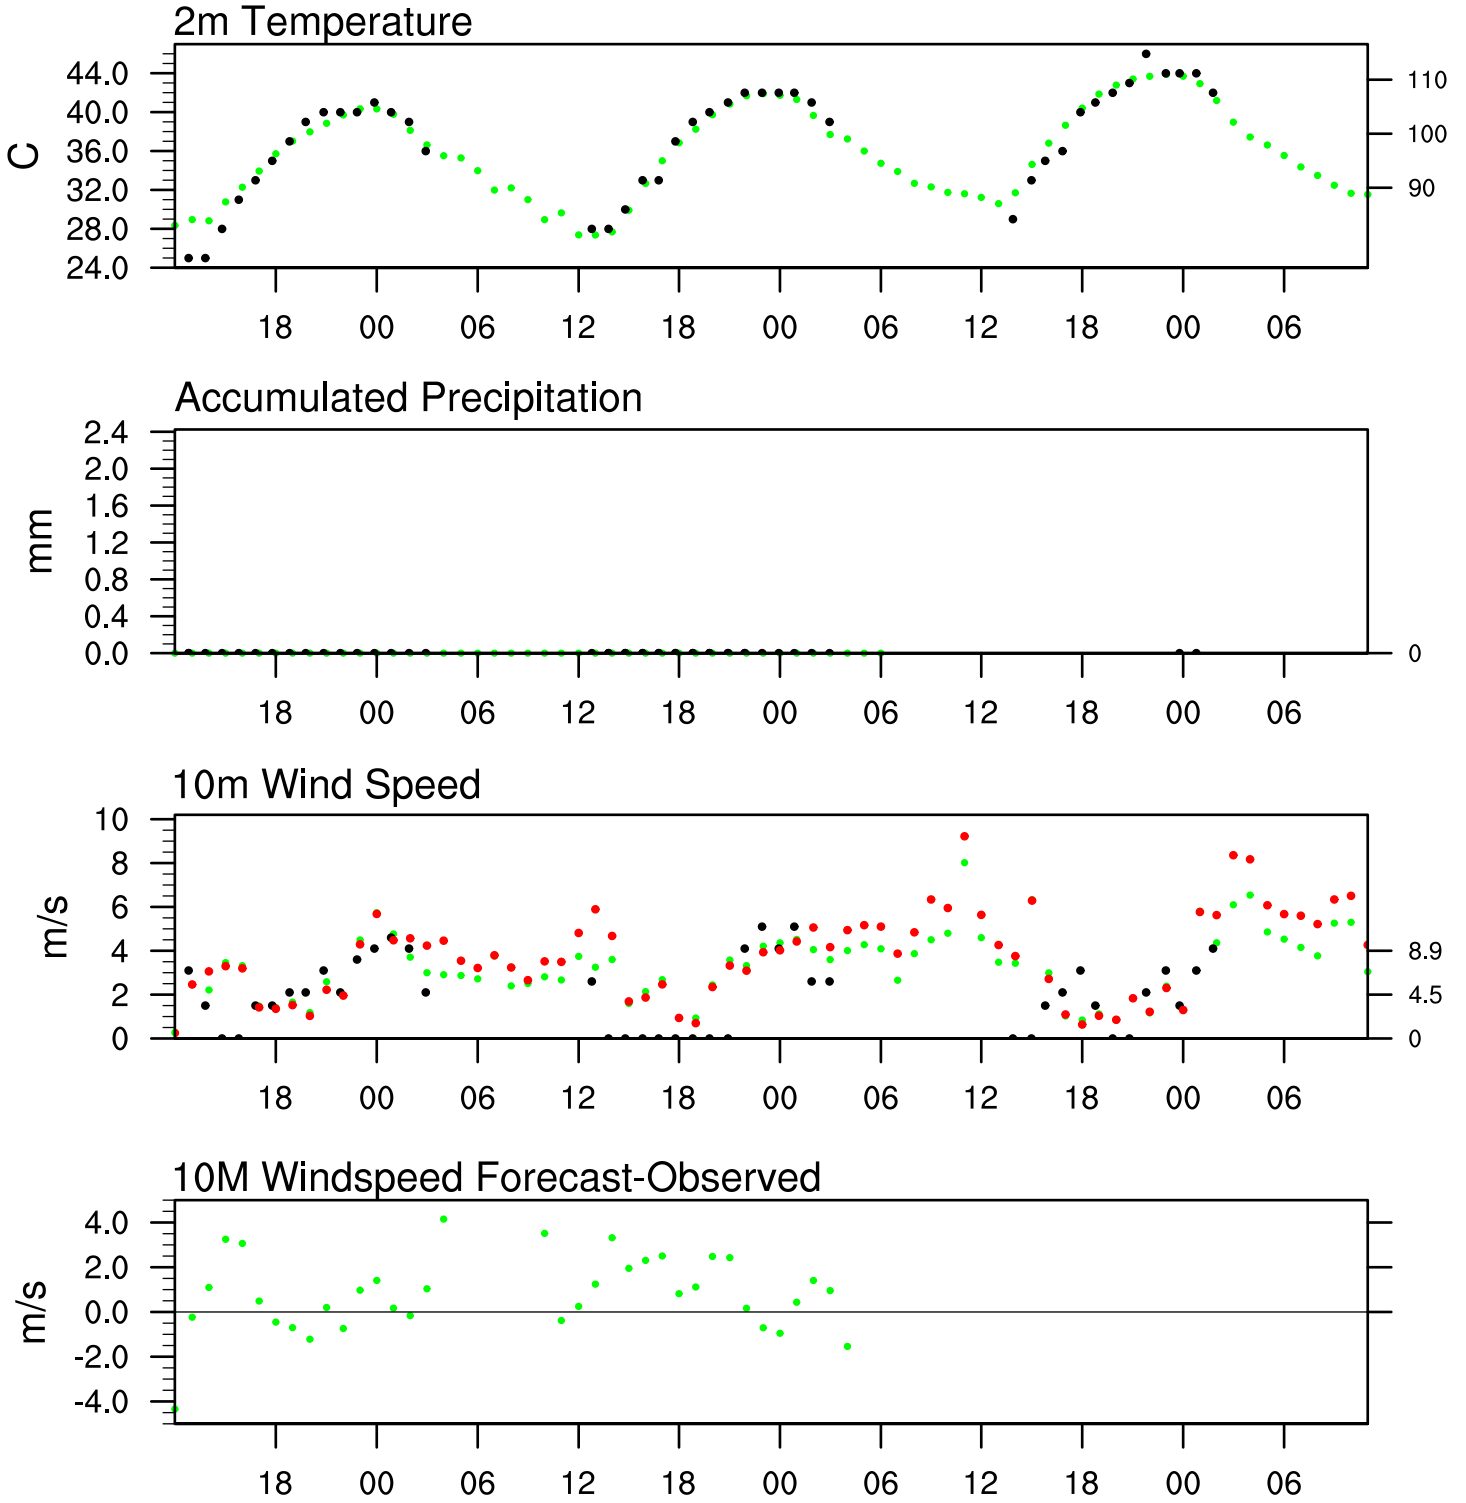 2m Temperature
44.0
40.0
36.0
32.0
28.0
24.0
C
110
100
90
18 00 06 12 18 00 06 12 18 00 06
Accumulated Precipitation
2.4
2.0
1.6
1.2
0.8
0.4
0.0
mm
0
18 00 06 12 18 00 06 12 18 00 06
10m Wind Speed
10
8
6
4
2
0
m/s
8.9
4.5
0
18 00 06 12 18 00 06 12 18 00 06
10M Windspeed Forecast-Observed
4.0
2.0
0.0
-2.0
-4.0
m/s
18 00 06 12 18 00 06 12 18 00 06